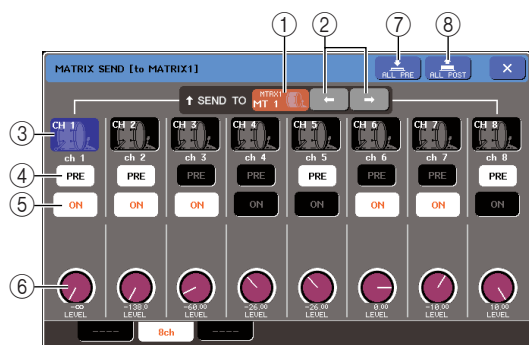 ① ② ⑦ ⑧
MATRIX SEND [to MATRIX1]
ALL PRE ALL POST ×
↑ SEND TO MTRX1 MT 1 ← →
③ CH 1 CH 2 CH 3 CH 4 CH 5 CH 6 CH 7 CH 8
ch 1 ch 2 ch 3 ch 4 ch 5 ch 6 ch 7 ch 8
④ PRE PRE PRE PRE PRE PRE PRE PRE
⑤ ON ON ON ON ON ON ON ON
⑥
-∞ -138.0 -60.00 -26.00 -26.00 0.00 -10.00 10.00
LEVEL LEVEL LEVEL LEVEL LEVEL LEVEL LEVEL LEVEL
---- 8ch ----